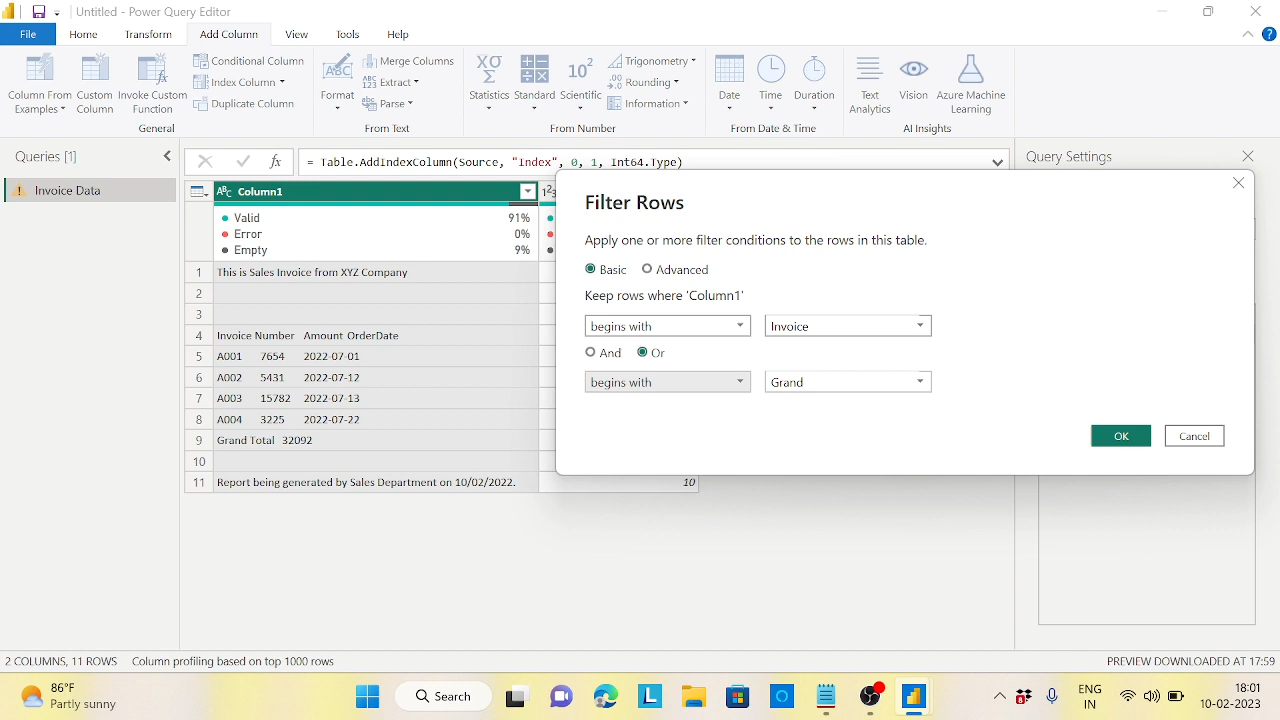 Untitled - Power Query Editor
File Home Transform Add Column View Tools Help
Column From Examples
Custom Column
Invoke Custom Function
Conditional Column
Index Column
Duplicate Column
General
Format
Merge Columns
Extract
Parse
From Text
Statistics
Standard
Scientific
Trigonometry
Rounding
Information
From Number
Date
Time
Duration
From Date & Time
Text Analytics
Vision
Azure Machine Learning
AI Insights
Queries [1]
Invoice Data
= Table.AddIndexColumn(Source, "Index", 0, 1, Int64.Type)
Query Settings
Column1
Valid 91%
Error 0%
Empty 9%
1 This is Sales Invoice from XYZ Company
2
3
4 Invoice Number Amount OrderDate
5 A001 7654 2022-07-01
6 A002 5431 2022-07-12
7 A003 15782 2022-07-13
8 A004 3225 2022-07-22
9 Grand Total 32092
10
11 Report being generated by Sales Department on 10/02/2022. 10
Filter Rows
Apply one or more filter conditions to the rows in this table.
Basic Advanced
Keep rows where 'Column1'
begins with Invoice
And Or
begins with Grand
OK Cancel
2 COLUMNS, 11 ROWS Column profiling based on top 1000 rows PREVIEW DOWNLOADED AT 17:59
86°F
Partly sunny
Search
ENG
IN
18:01
10-02-2023